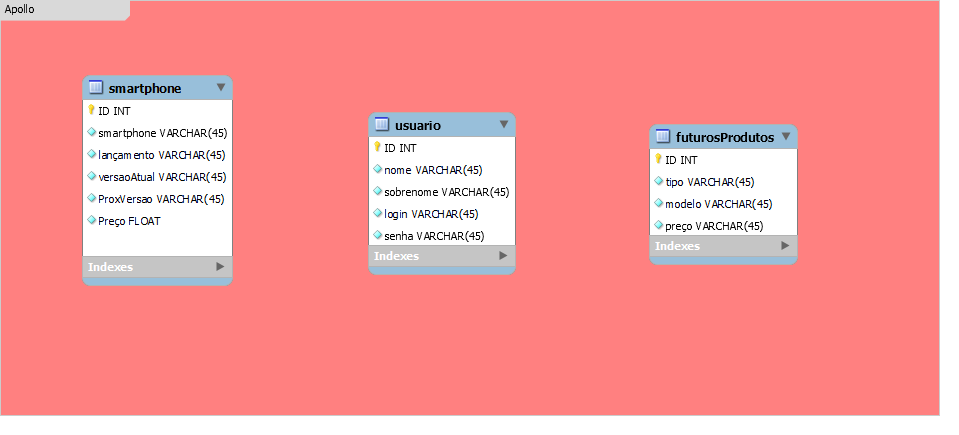 Apollo
smartphone
ID INT
smartphone VARCHAR(45)
lançamento VARCHAR(45)
versaoAtual VARCHAR(45)
ProxVersao VARCHAR(45)
Preço FLOAT
Indexes
usuario
ID INT
nome VARCHAR(45)
sobrenome VARCHAR(45)
login VARCHAR(45)
senha VARCHAR(45)
Indexes
futurosProdutos
ID INT
tipo VARCHAR(45)
modelo VARCHAR(45)
preço VARCHAR(45)
Indexes